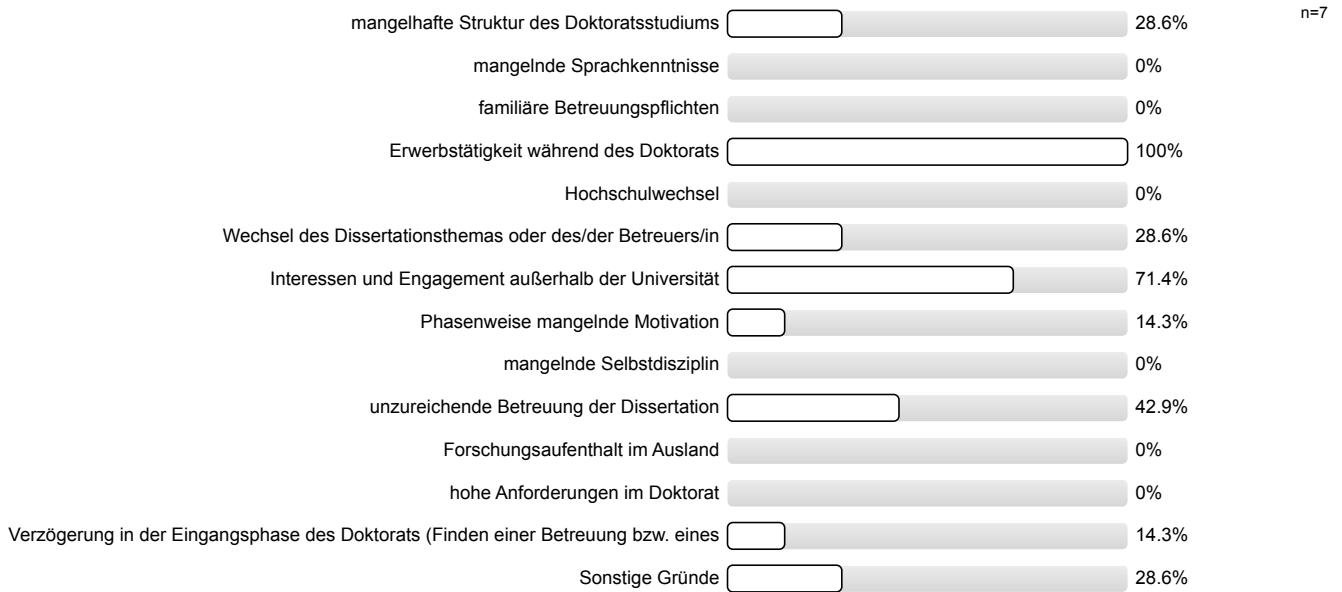 mangelhafte Struktur des Doktoratsstudiums 28.6% n=7
mangelnde Sprachkenntnisse 0%
familiäre Betreuungspflichten 0%
Erwerbstätigkeit während des Doktorats 100%
Hochschulwechsel 0%
Wechsel des Dissertationsthemas oder des/der Betreuers/in 28.6%
Interessen und Engagement außerhalb der Universität 71.4%
Phasenweise mangelnde Motivation 14.3%
mangelnde Selbstdisziplin 0%
unzureichende Betreuung der Dissertation 42.9%
Forschungsaufenthalt im Ausland 0%
hohe Anforderungen im Doktorat 0%
Verzögerung in der Eingangsphase des Doktorats (Finden einer Betreuung bzw. eines 14.3%
Sonstige Gründe 28.6%